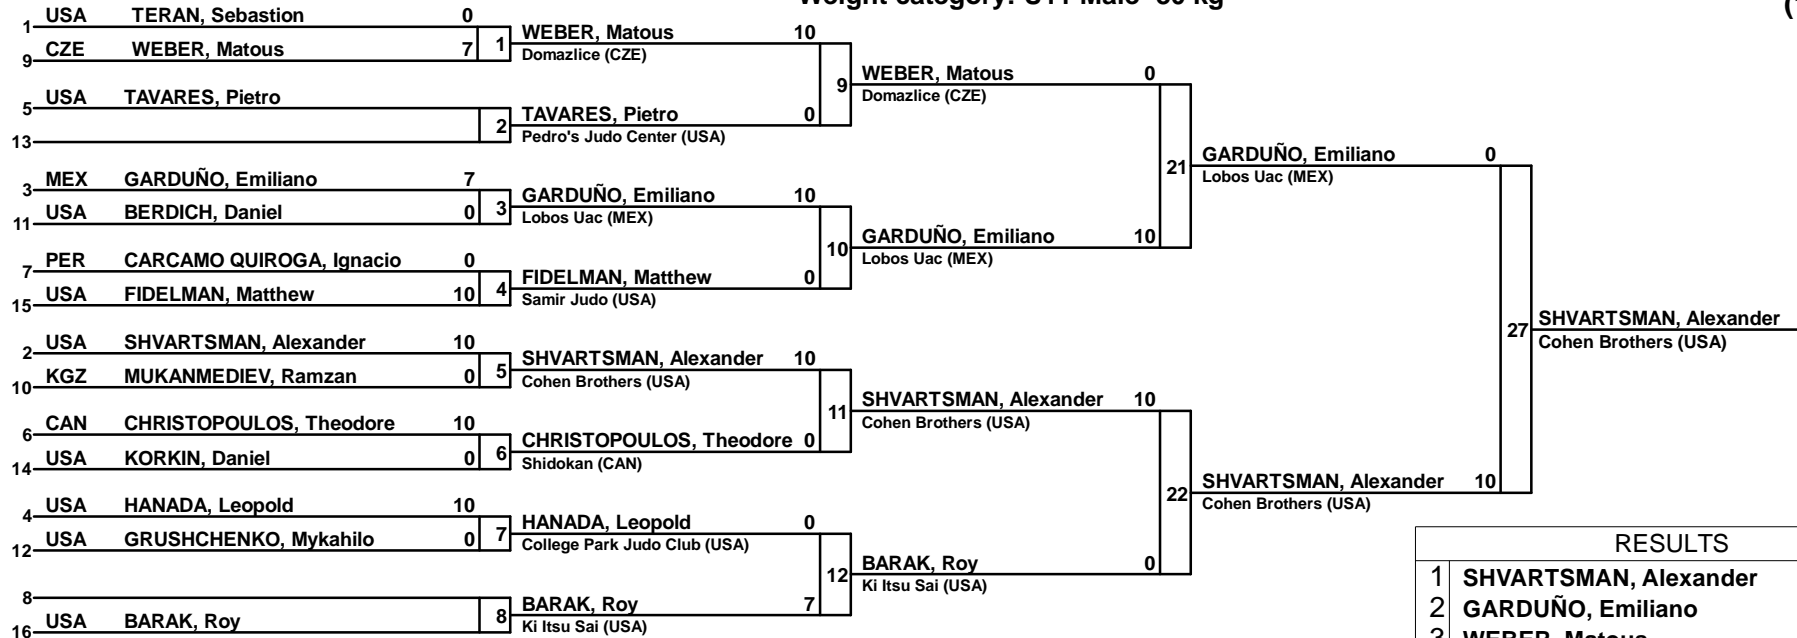 Weight category: U11 Male -30 kg
1 USA TERAN, Sebastion 0
9 CZE WEBER, Matous 7
1
5 USA TAVARES, Pietro
13
2
3 MEX GARDUÑO, Emiliano 7
11 USA BERDICH, Daniel 0
3
7 PER CARCAMO QUIROGA, Ignacio 0
15 USA FIDELMAN, Matthew 10
4
2 USA SHVARTSMAN, Alexander 10
10 KGZ MUKANMEDIEV, Ramzan 0
5
6 CAN CHRISTOPOULOS, Theodore 10
14 USA KORKIN, Daniel 0
6
4 USA HANADA, Leopold 10
12 USA GRUSHCHENKO, Mykahilo 0
7
8
16 USA BARAK, Roy
8
WEBER, Matous 10
Domazlice (CZE)
TAVARES, Pietro 0
Pedro's Judo Center (USA)
9
GARDUÑO, Emiliano 10
Lobos Uac (MEX)
FIDELMAN, Matthew 0
Samir Judo (USA)
10
SHVARTSMAN, Alexander 10
Cohen Brothers (USA)
CHRISTOPOULOS, Theodore 0
Shidokan (CAN)
11
HANADA, Leopold 0
College Park Judo Club (USA)
BARAK, Roy 7
Ki Itsu Sai (USA)
12
WEBER, Matous 0
Domazlice (CZE)
GARDUÑO, Emiliano 10
Lobos Uac (MEX)
21
SHVARTSMAN, Alexander 10
Cohen Brothers (USA)
BARAK, Roy 0
Ki Itsu Sai (USA)
22
GARDUÑO, Emiliano 0
Lobos Uac (MEX)
SHVARTSMAN, Alexander 10
Cohen Brothers (USA)
27
SHVARTSMAN, Alexander
Cohen Brothers (USA)
RESULTS
1 SHVARTSMAN, Alexander
2 GARDUÑO, Emiliano
3 WEBER, Matous